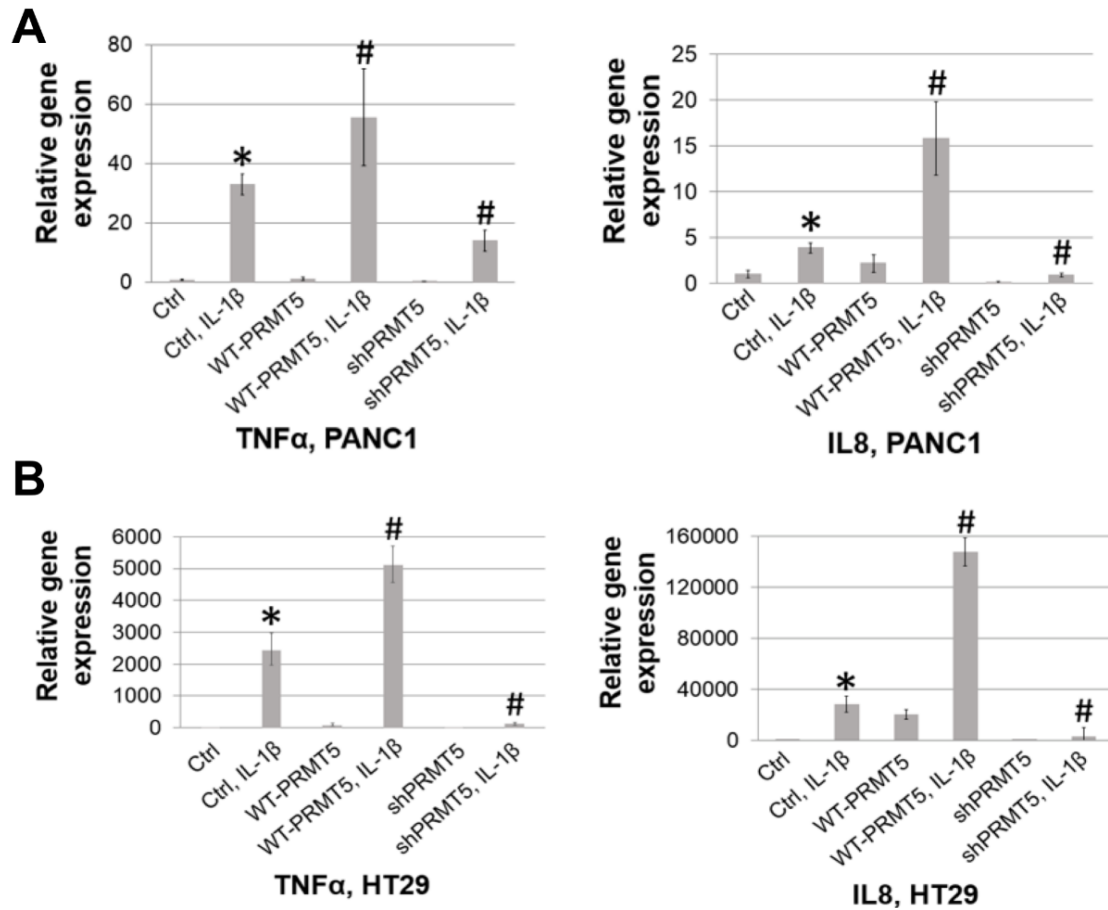 A
Relative gene
expression
80
60
40
20
0
*
#
#
Ctrl
Ctrl, IL-1β
WT-PRMT5
WT-PRMT5, IL-1β
shPRMT5
shPRMT5, IL-1β
TNFα, PANC1
Relative gene
expression
25
20
15
10
5
0
*
#
#
Ctrl
Ctrl, IL-1β
WT-PRMT5
WT-PRMT5, IL-1β
shPRMT5
shPRMT5, IL-1β
IL8, PANC1
B
Relative gene
expression
6000
5000
4000
3000
2000
1000
0
*
#
#
Ctrl
Ctrl, IL-1β
WT-PRMT5
WT-PRMT5, IL-1β
shPRMT5
shPRMT5, IL-1β
TNFα, HT29
Relative gene
expression
160000
120000
80000
40000
0
*
#
#
Ctrl
Ctrl, IL-1β
WT-PRMT5
WT-PRMT5, IL-1β
shPRMT5
shPRMT5, IL-1β
IL8, HT29